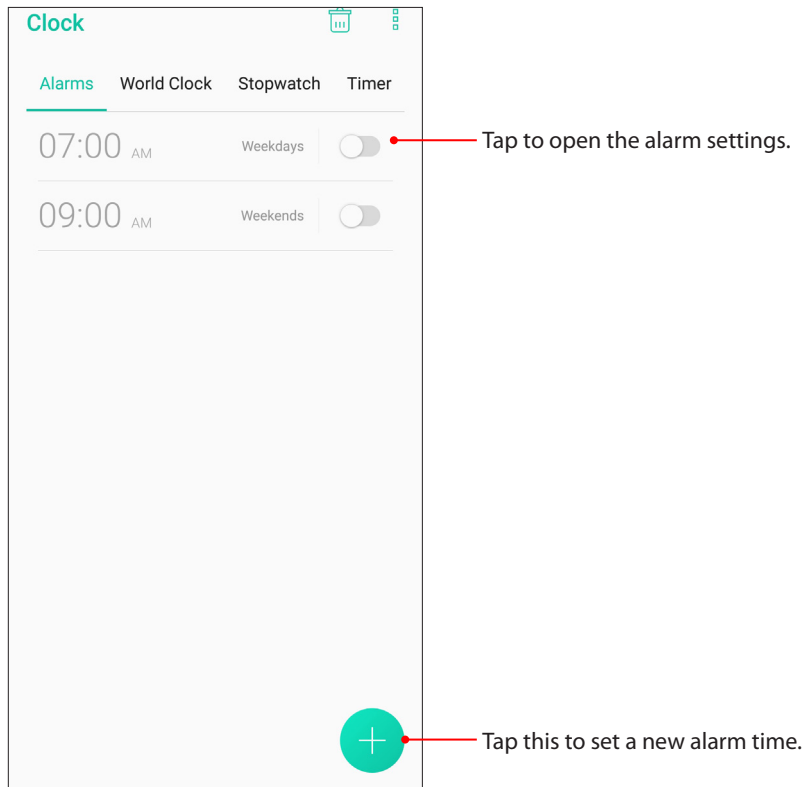 Clock
Alarms World Clock Stopwatch Timer
07:00 AM Weekdays
Tap to open the alarm settings.
09:00 AM Weekends
Tap this to set a new alarm time.